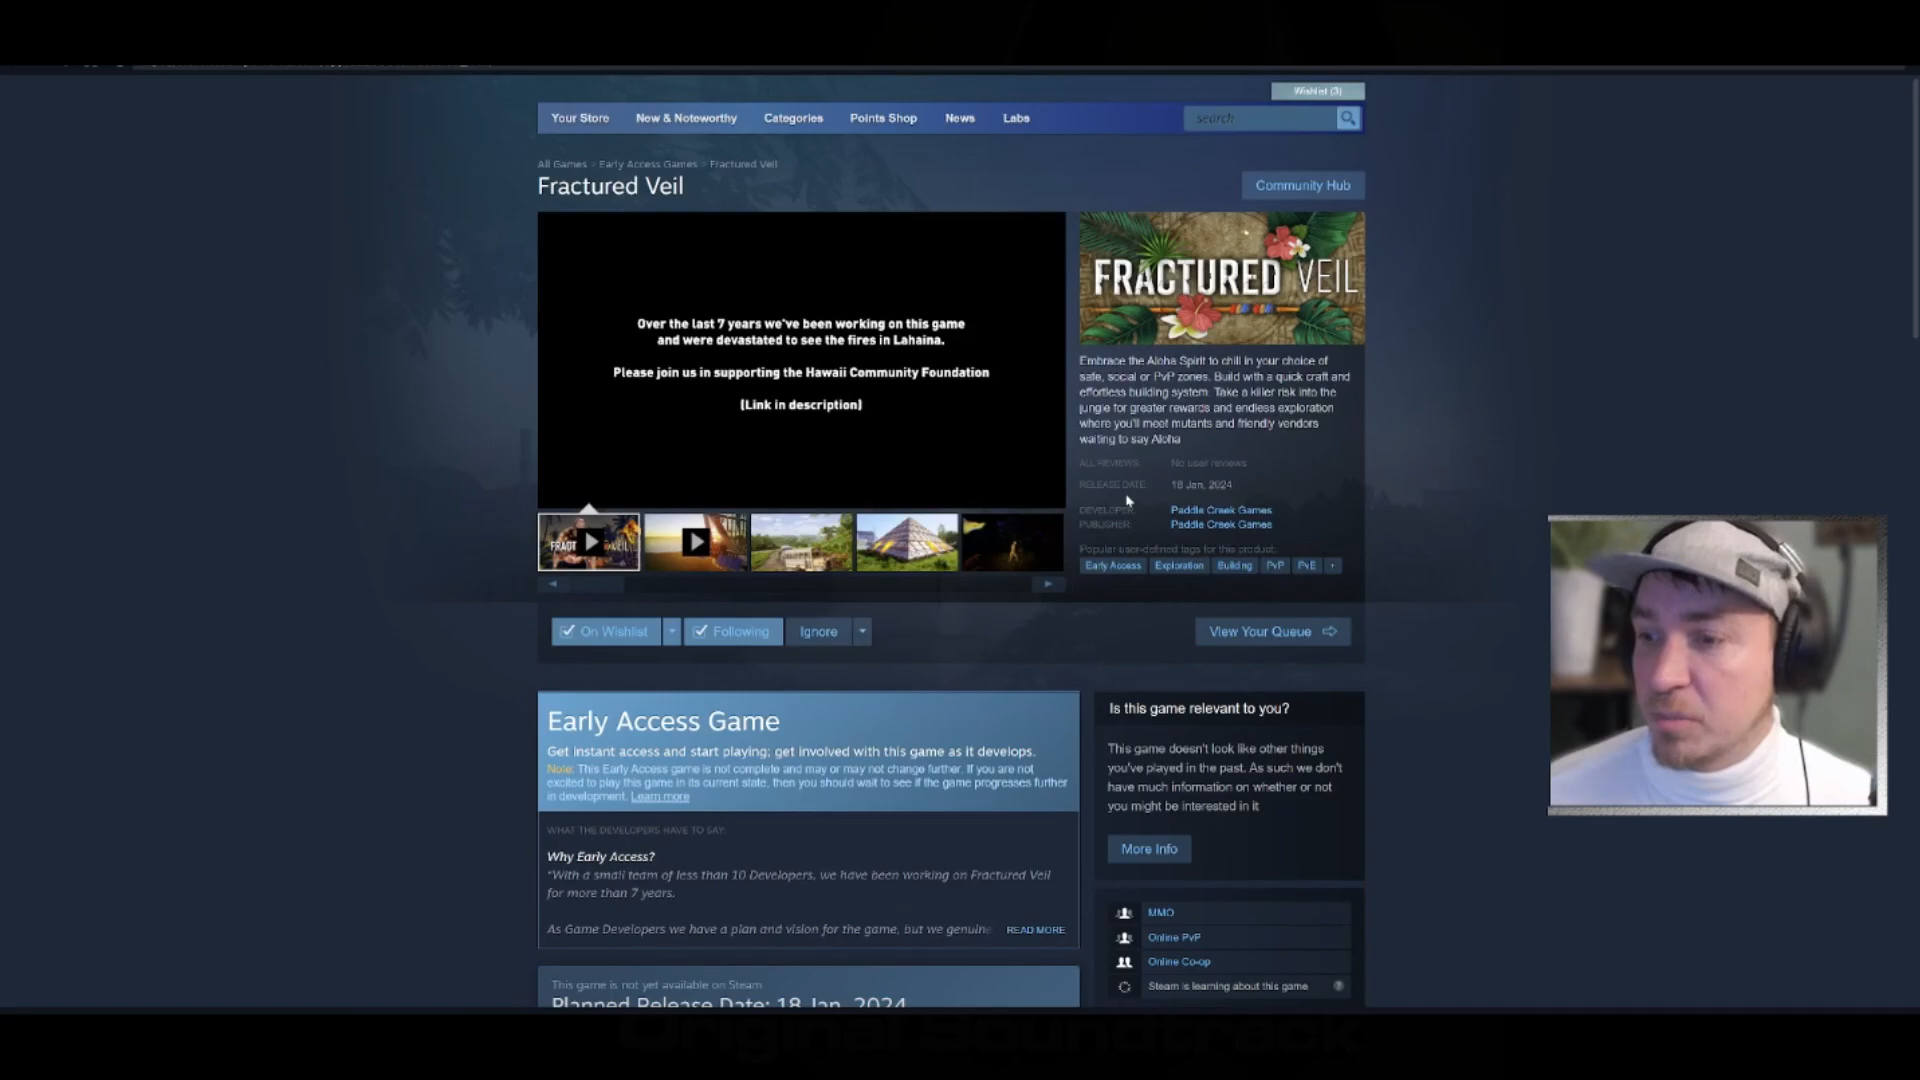 Wishlist (3)
Your Store New & Noteworthy Categories Points Shop News Labs search
All Games > Early Access Games > Fractured Veil
Fractured Veil
Community Hub
Over the last 7 years we've been working on this game
and were devastated to see the fires in Lahaina.
Please join us in supporting the Hawaii Community Foundation
(Link in description)
FRACTURED VEIL
Embrace the Aloha Spirit to chill in your choice of
safe, social or PvP zones. Build with a quick craft and
effortless building system. Take a killer risk into the
jungle for greater rewards and endless exploration
where you'll meet mutants and friendly vendors
waiting to say Aloha
ALL REVIEWS: No user reviews
RELEASE DATE: 18 Jan, 2024
DEVELOPER: Paddle Creek Games
PUBLISHER: Paddle Creek Games
Popular user-defined tags for this product:
Early Access Exploration Building PvP PvE +
On Wishlist Following Ignore
View Your Queue
Early Access Game
Get instant access and start playing; get involved with this game as it develops.
Note: This Early Access game is not complete and may or may not change further. If you are not
excited to play this game in its current state, then you should wait to see if the game progresses further
in development. Learn more
WHAT THE DEVELOPERS HAVE TO SAY:
Why Early Access?
"With a small team of less than 10 Developers, we have been working on Fractured Veil
for more than 7 years.
As Game Developers we have a plan and vision for the game, but we genuine
READ MORE
Is this game relevant to you?
This game doesn't look like other things
you've played in the past. As such we don't
have much information on whether or not
you might be interested in it
More Info
MMO
Online PvP
Online Co-op
Steam is learning about this game ?
This game is not yet available on Steam
Planned Release Date: 18 Jan, 2024
Original Soundtrack